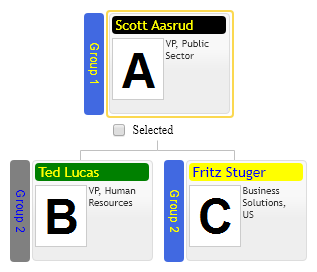 Group 1
Scott Aasrud
A
VP, Public
Sector
Selected
Group 2
Ted Lucas
B
VP, Human
Resources
Group 2
Fritz Stuger
C
Business
Solutions,
US